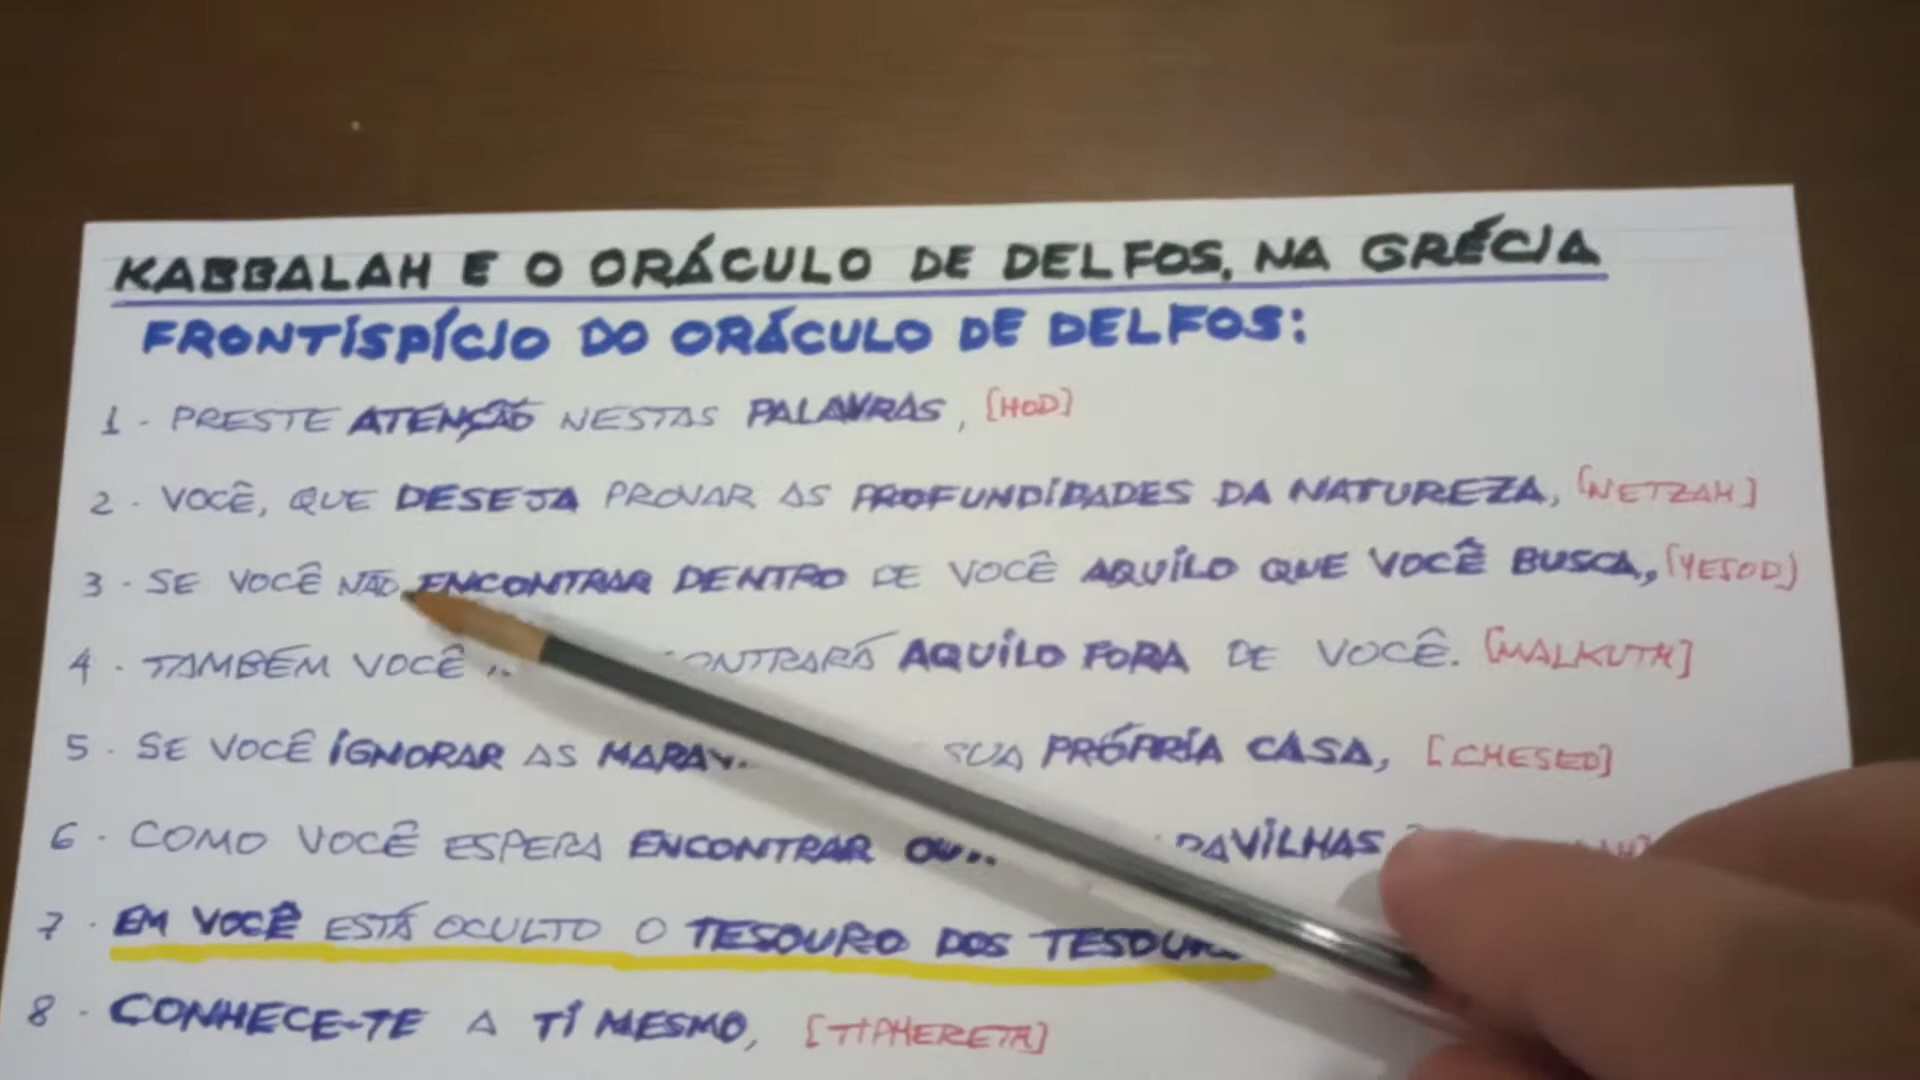 KABBALAH E O ORÁCULO DE DELFOS, NA GRÉCIA
FRONTISPÍCIO DO ORÁCULO DE DELFOS:
1 - PRESTE ATENÇÃO NESTAS PALAVRAS, [HOD]
2 - VOCÊ, QUE DESEJA PROVAR AS PROFUNDIDADES DA NATUREZA, [NETZAH]
3 - SE VOCÊ NÃO ENCONTRAR DENTRO DE VOCÊ AQUILO QUE VOCÊ BUSCA, [YESOD]
4 - TAMBÉM VOCÊ AQUILO FORA DE VOCÊ. [MALKUTH]
5 - SE VOCÊ IGNORAR AS SUA PRÓPRIA CASA, [CHESED]
6 - COMO VOCÊ ESPERA ENCONTRAR
7 - EM VOCÊ ESTÁ OCULTO O TESOURO DOS
8 - CONHECE-TE A TI MESMO, [TIPHERETH]